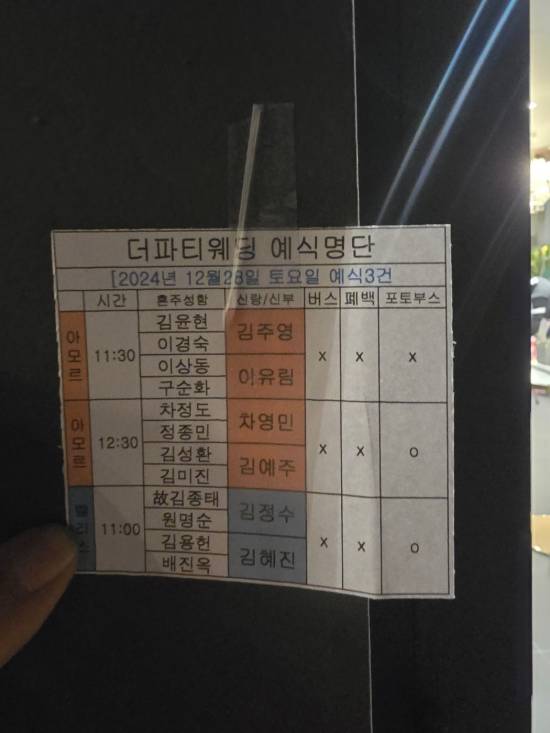 더파티웨딩 예식명단
[2024년 12월28일 토요일 예식3건
시간 혼주성함 신랑/신부 버스 폐백 포토부스
아모르 11:30 김윤현 이경숙 이상동 구순화 김주영 이유림 x x x
아모르 12:30 차정도 정종민 김성환 김미진 차영민 김예주 x x o
11:00 故김종태 원명순 김용헌 배진옥 김정수 김혜진 x x o